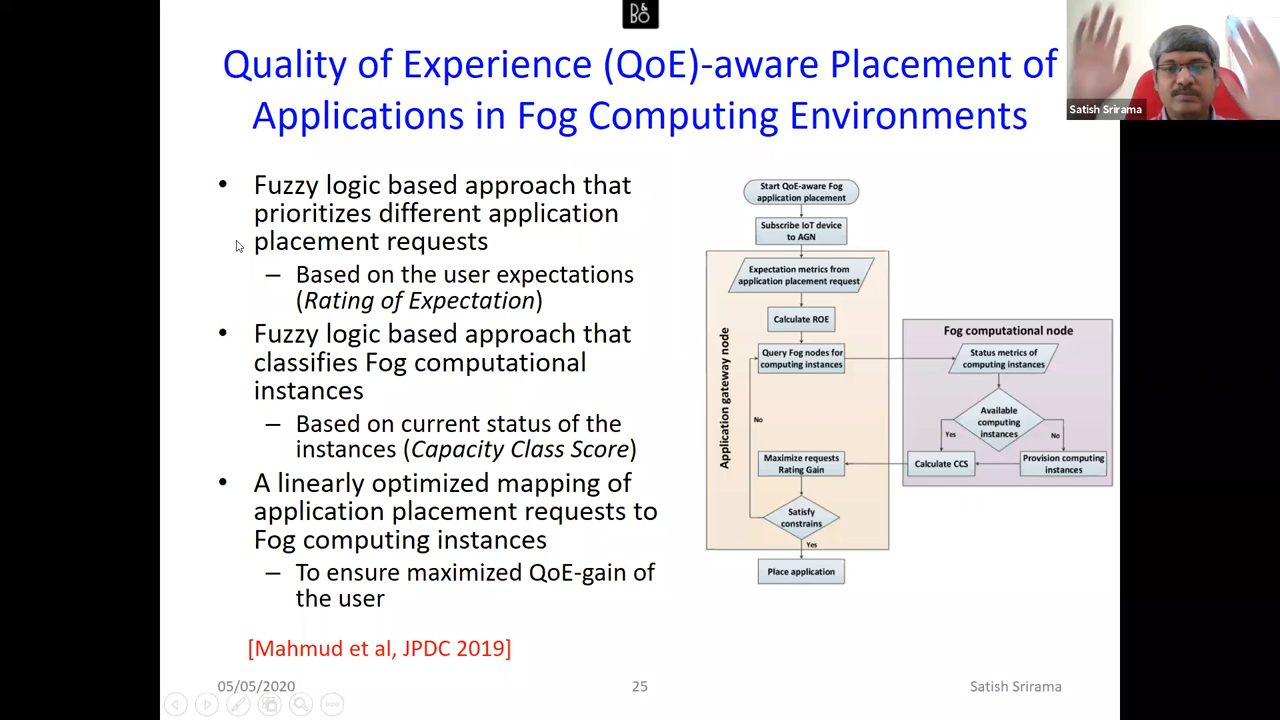 B&O
Quality of Experience (QoE)-aware Placement of
Applications in Fog Computing Environments
Satish Srirama
• Fuzzy logic based approach that
prioritizes different application
placement requests
– Based on the user expectations
(Rating of Expectation)
• Fuzzy logic based approach that
classifies Fog computational
instances
– Based on current status of the
instances (Capacity Class Score)
• A linearly optimized mapping of
application placement requests to
Fog computing instances
– To ensure maximized QoE-gain of
the user
[Mahmud et al, JPDC 2019]
Start QoE-aware Fog
application placement
Subscribe IoT device
to AGN
Application gateway node
Expectation metrics from
application placement request
Calculate ROE
Query Fog nodes for
computing instances
No
Maximize requests
Rating Gain
Satisfy
constrains
Yes
Place application
Fog computational node
Status metrics of
computing instances
Available
computing
instances
Yes
No
Calculate CCS
Provision computing
instances
05/05/2020
25
Satish Srirama